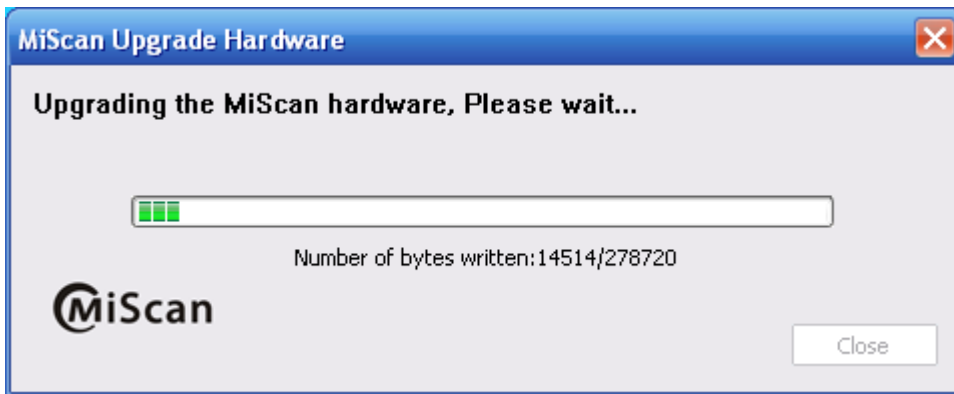 MiScan Upgrade Hardware
Upgrading the MiScan hardware, Please wait...
Number of bytes written:14514/278720
MiScan
Close